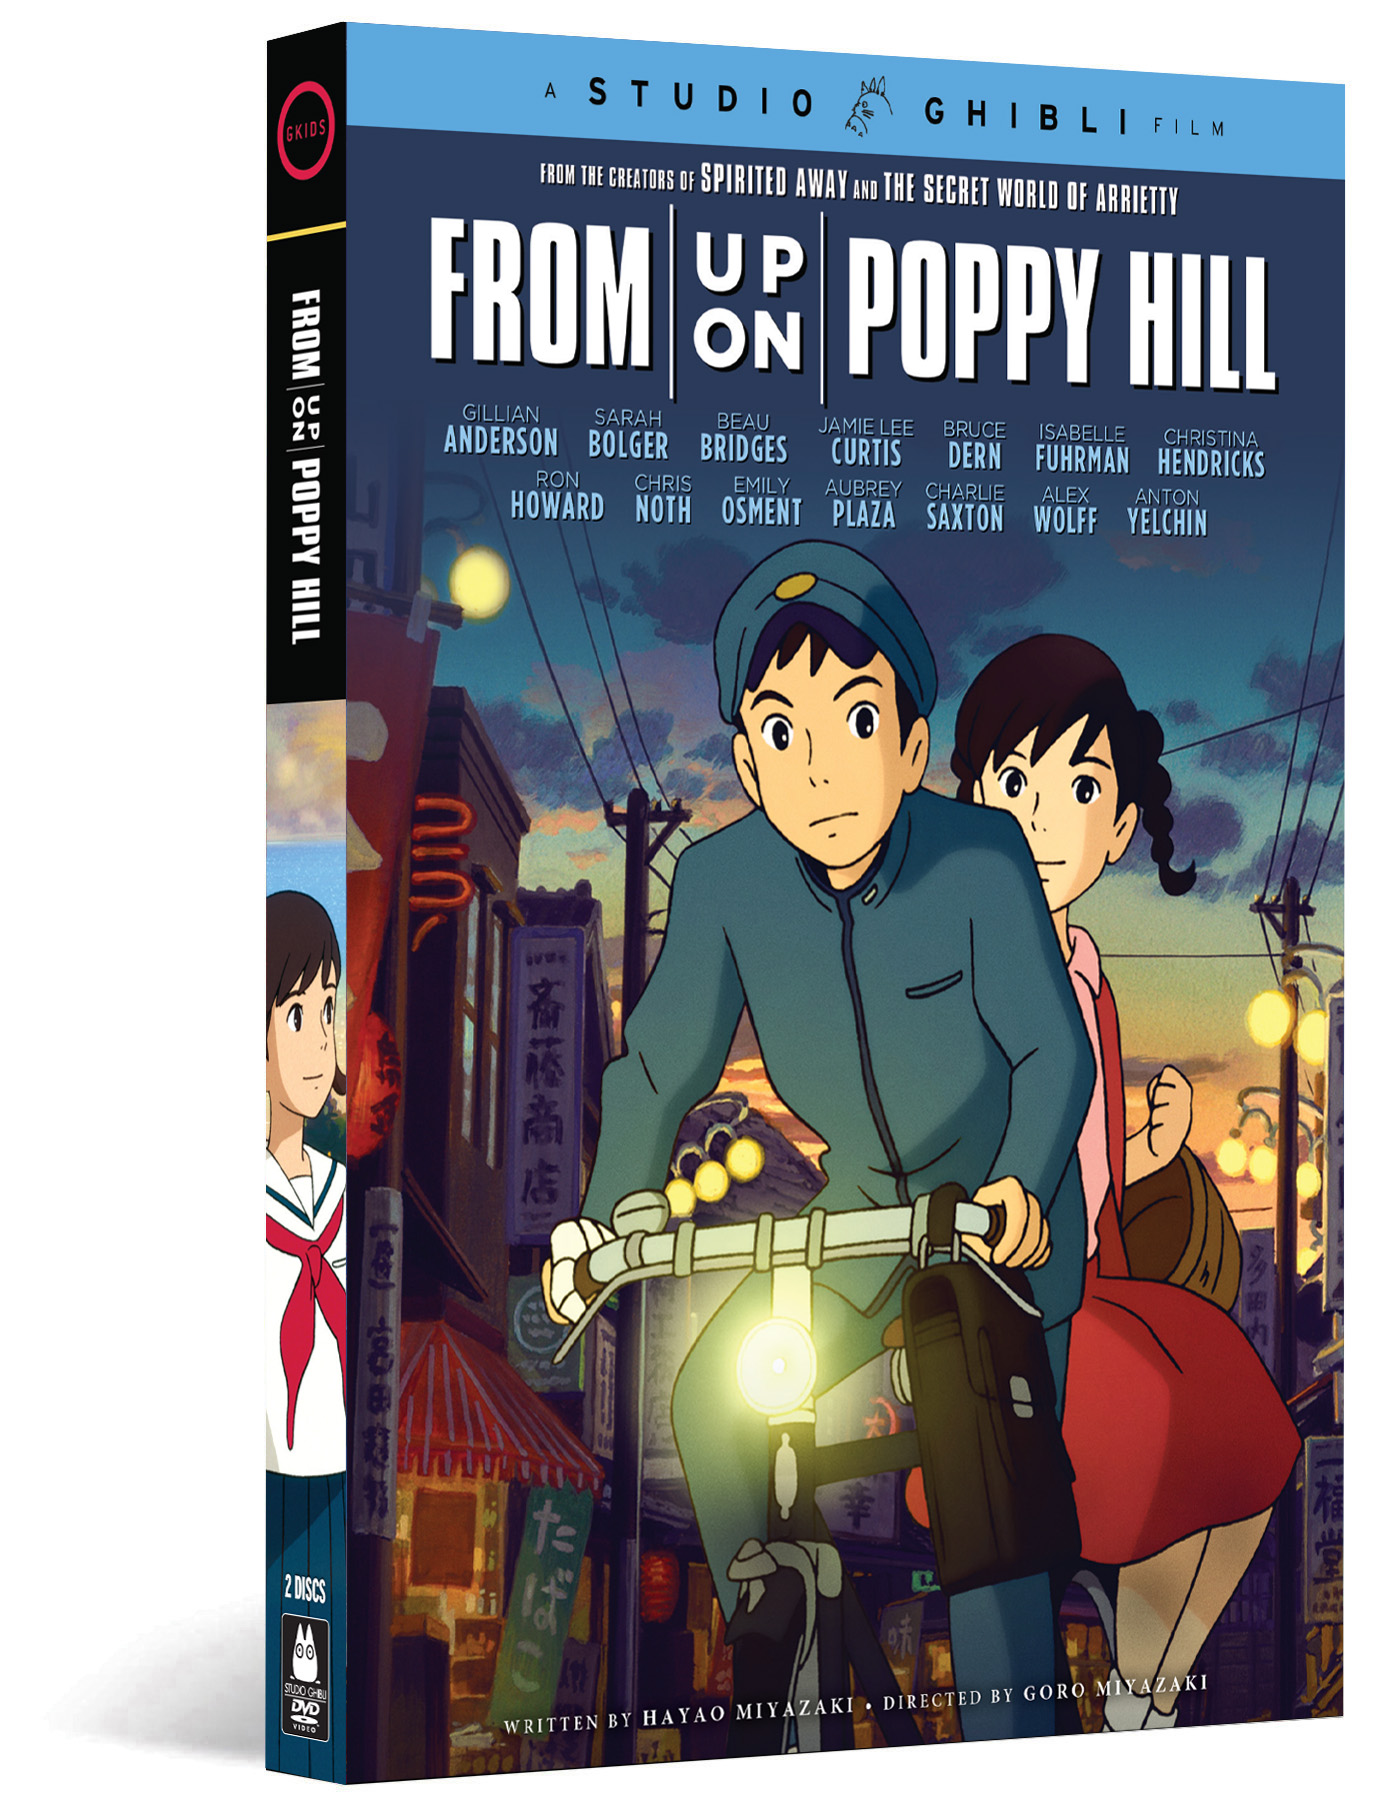 GKIDS
FROM UP ON POPPY HILL
2 DISCS
STUDIO GHIBLI
DVD
VIDEO
A STUDIO GHIBLI FILM
FROM THE CREATORS OF SPIRITED AWAY AND THE SECRET WORLD OF ARRIETTY
FROM UP ON POPPY HILL
GILLIAN ANDERSON SARAH BOLGER BEAU BRIDGES JAMIE LEE CURTIS BRUCE DERN ISABELLE FUHRMAN CHRISTINA HENDRICKS
RON HOWARD CHRIS NOTH EMILY OSMENT AUBREY PLAZA CHARLIE SAXTON ALEX WOLFF ANTON YELCHIN
斎藤商店
たばこ
味
h
WRITTEN BY HAYAO MIYAZAKI • DIRECTED BY GORO MIYAZAKI